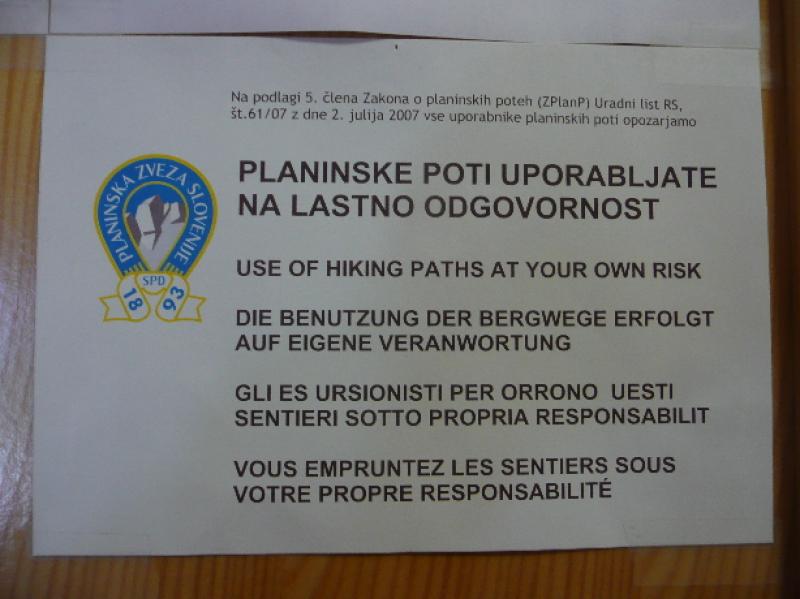 Na podlagi 5. člena Zakona o planinskih poteh (ZPlanP) Uradni list RS,
št.61/07 z dne 2. julija 2007 vse uporabnike planinskih poti opozarjamo
PLANINSKA ZVEZA SLOVENIJE
SPD
18 93
PLANINSKE POTI UPORABLJATE
NA LASTNO ODGOVORNOST
USE OF HIKING PATHS AT YOUR OWN RISK
DIE BENUTZUNG DER BERGWEGE ERFOLGT
AUF EIGENE VERANWORTUNG
GLI ES URSIONISTI PER ORRONO UESTI
SENTIERI SOTTO PROPRIA RESPONSABILIT
VOUS EMPRUNTEZ LES SENTIERS SOUS
VOTRE PROPRE RESPONSABILITÉ